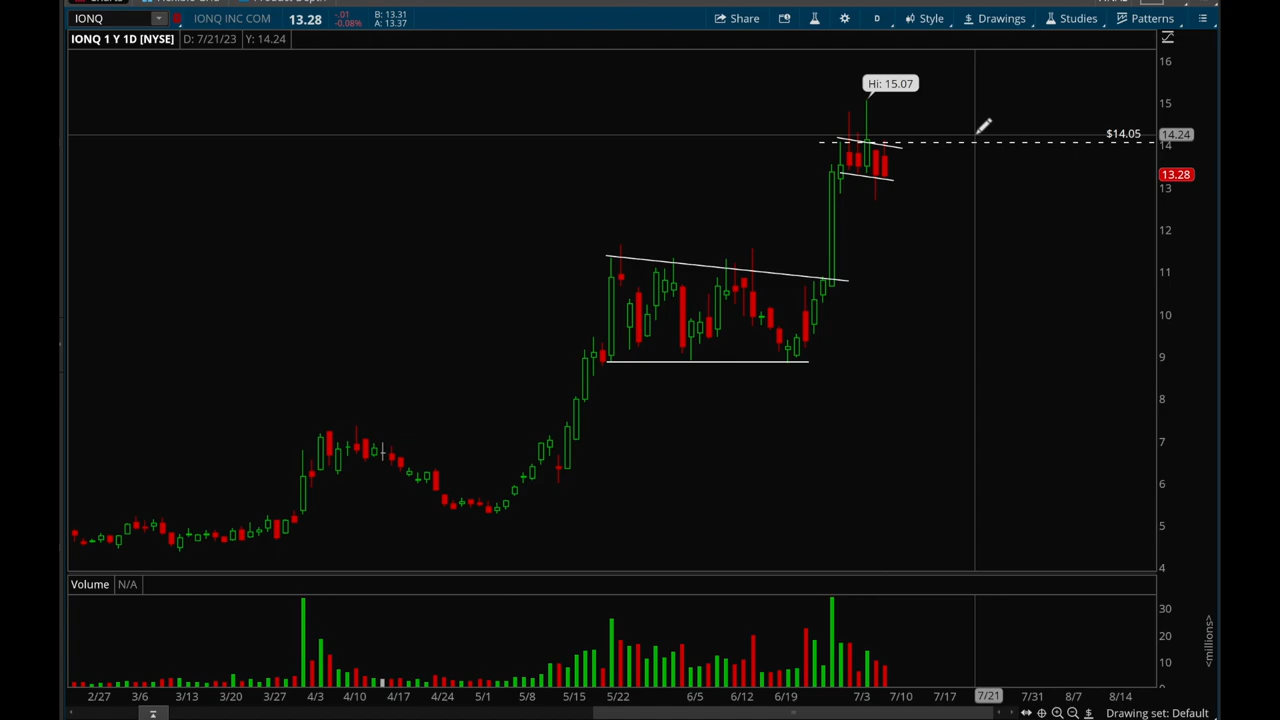 IONQ IONQ INC COM 13.28 -.01 -0.08% B: 13.31 A: 13.37 Share D Style Drawings Studies Patterns
IONQ 1 Y 1D [NYSE] D: 7/21/23 Y: 14.24
16
Hi: 15.07
15
$14.05 14.24
14
13.28
13
12
11
10
9
8
7
6
5
4
Volume N/A
30
20
10
0
<millions>
2/27 3/6 3/13 3/20 3/27 4/3 4/10 4/17 4/24 5/1 5/8 5/15 5/22 6/5 6/12 6/19 7/3 7/10 7/17 7/21 7/31 8/7 8/14
$ Drawing set: Default